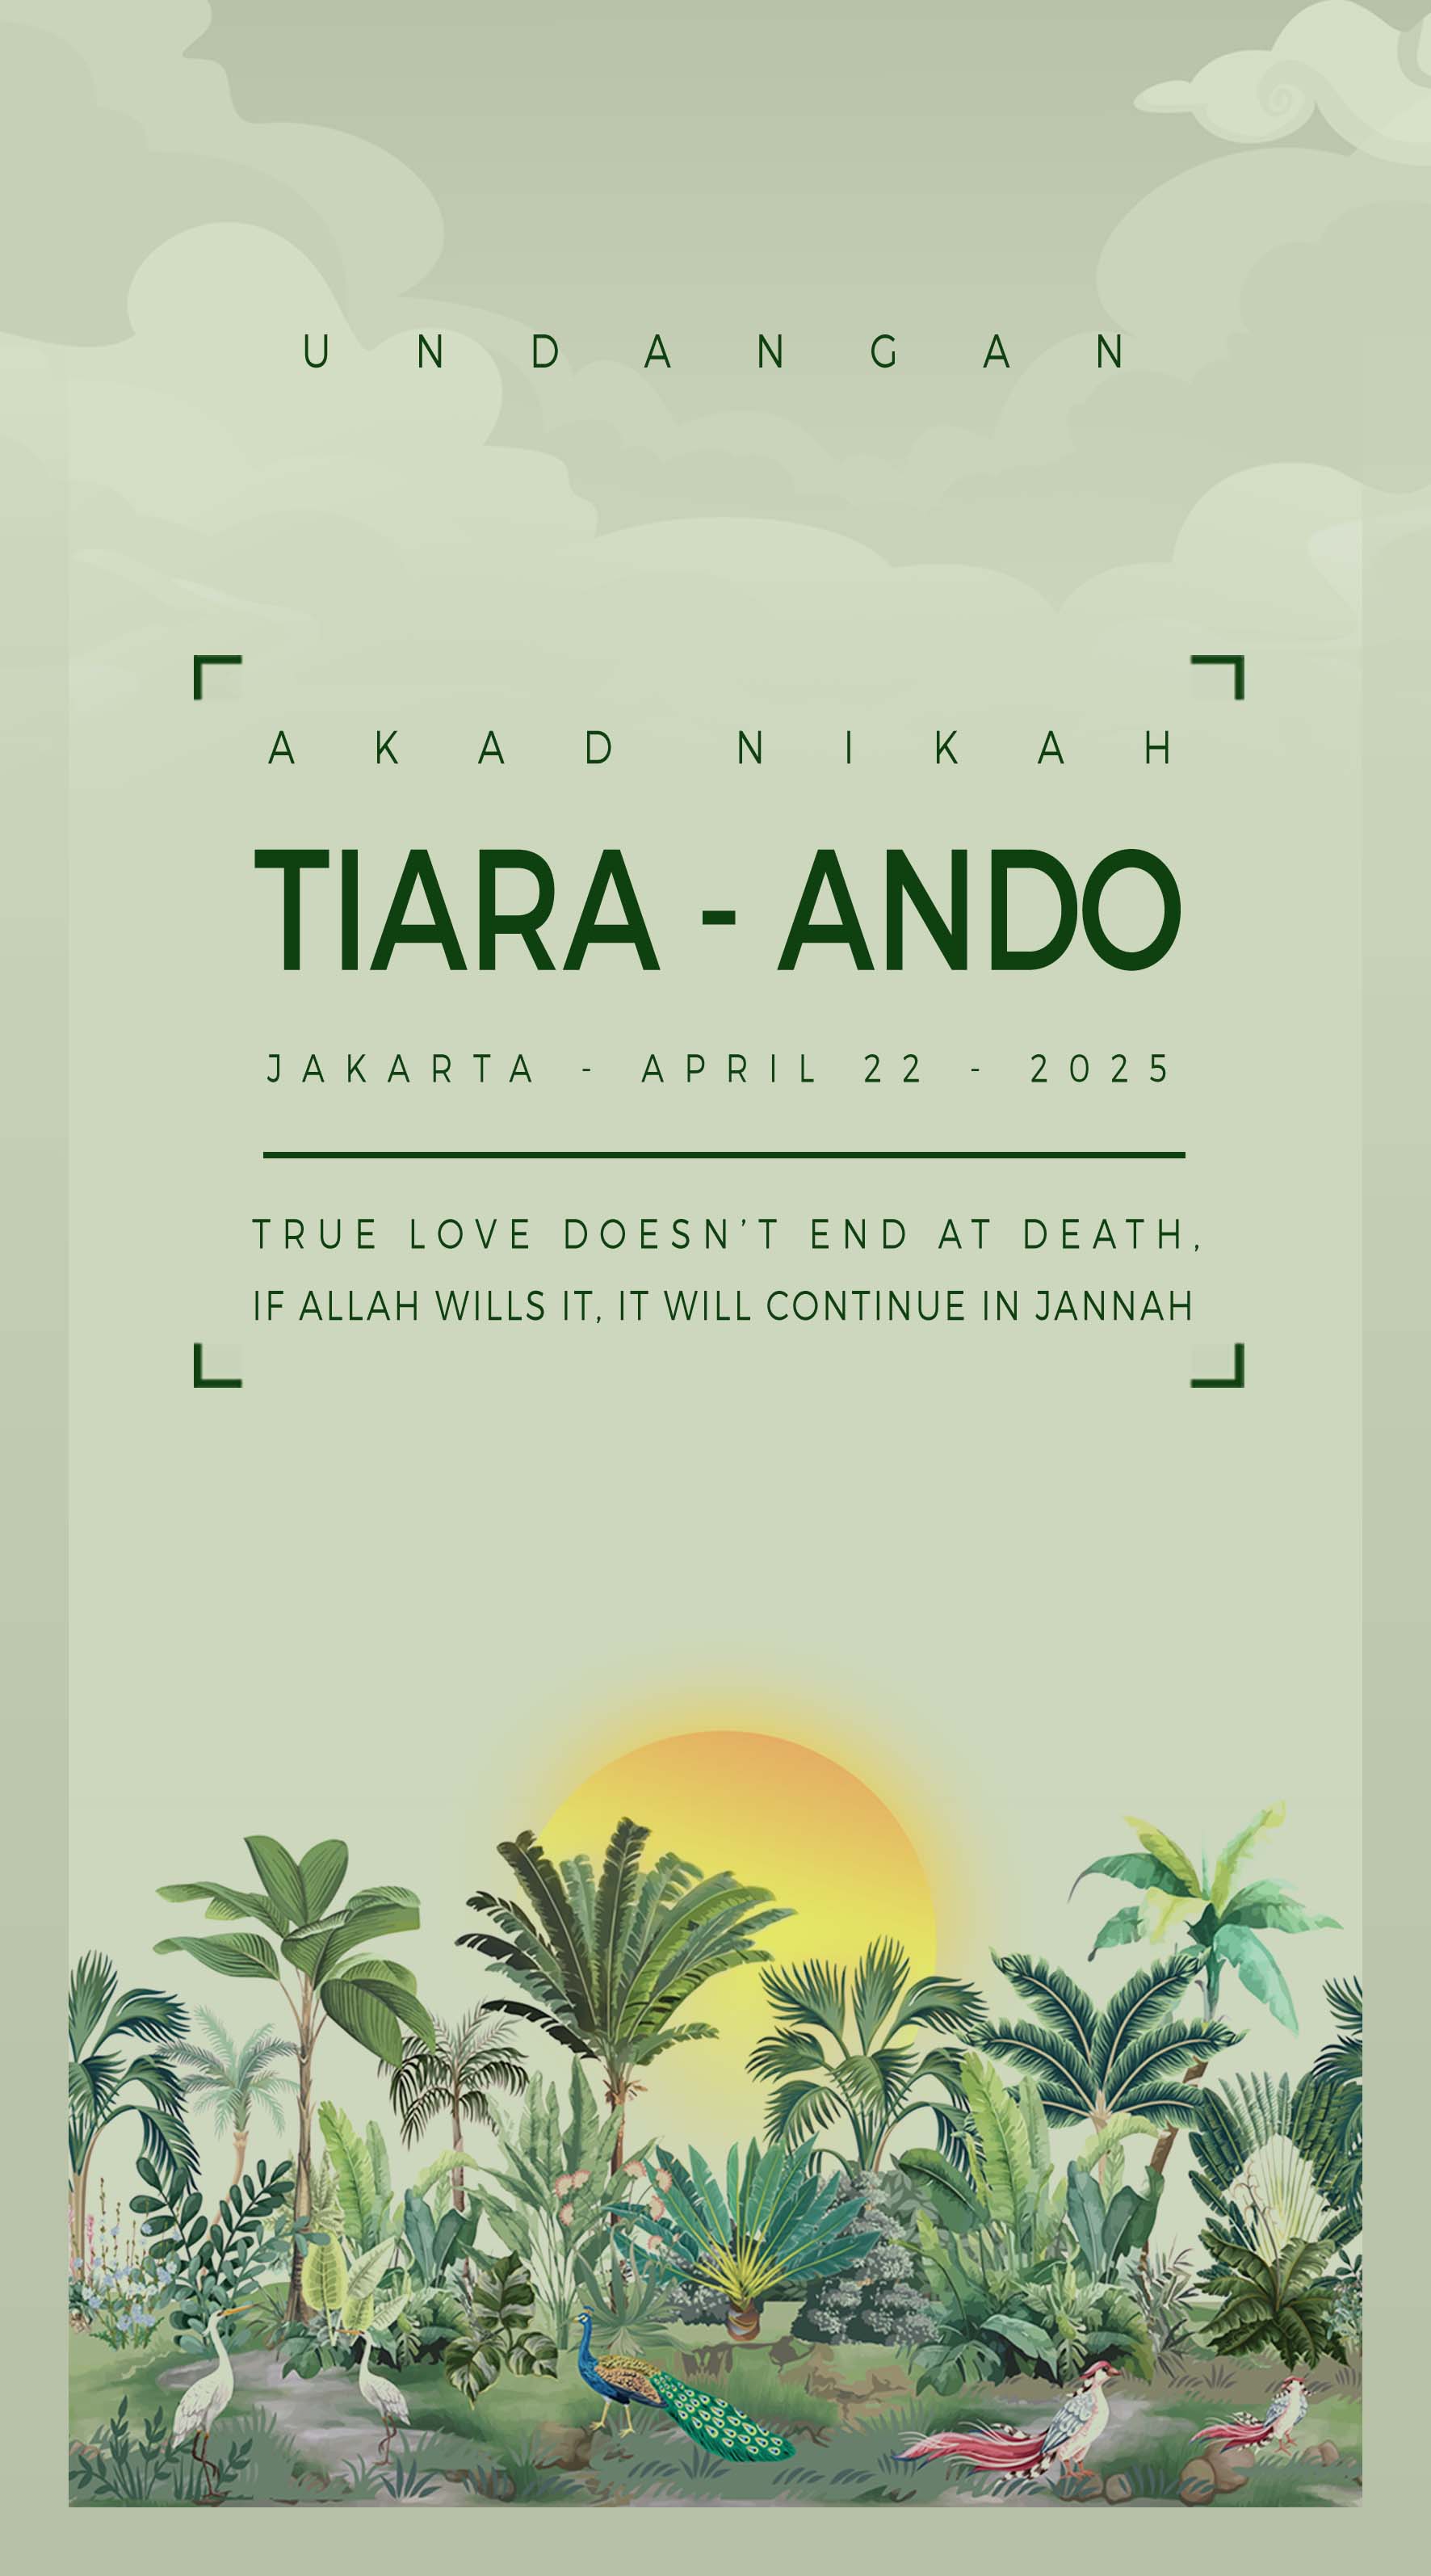 UNDANGAN
AKAD NIKAH
TIARA - ANDO
JAKARTA - APRIL 22 - 2025
TRUE LOVE DOESN’T END AT DEATH,
IF ALLAH WILLS IT, IT WILL CONTINUE IN JANNAH